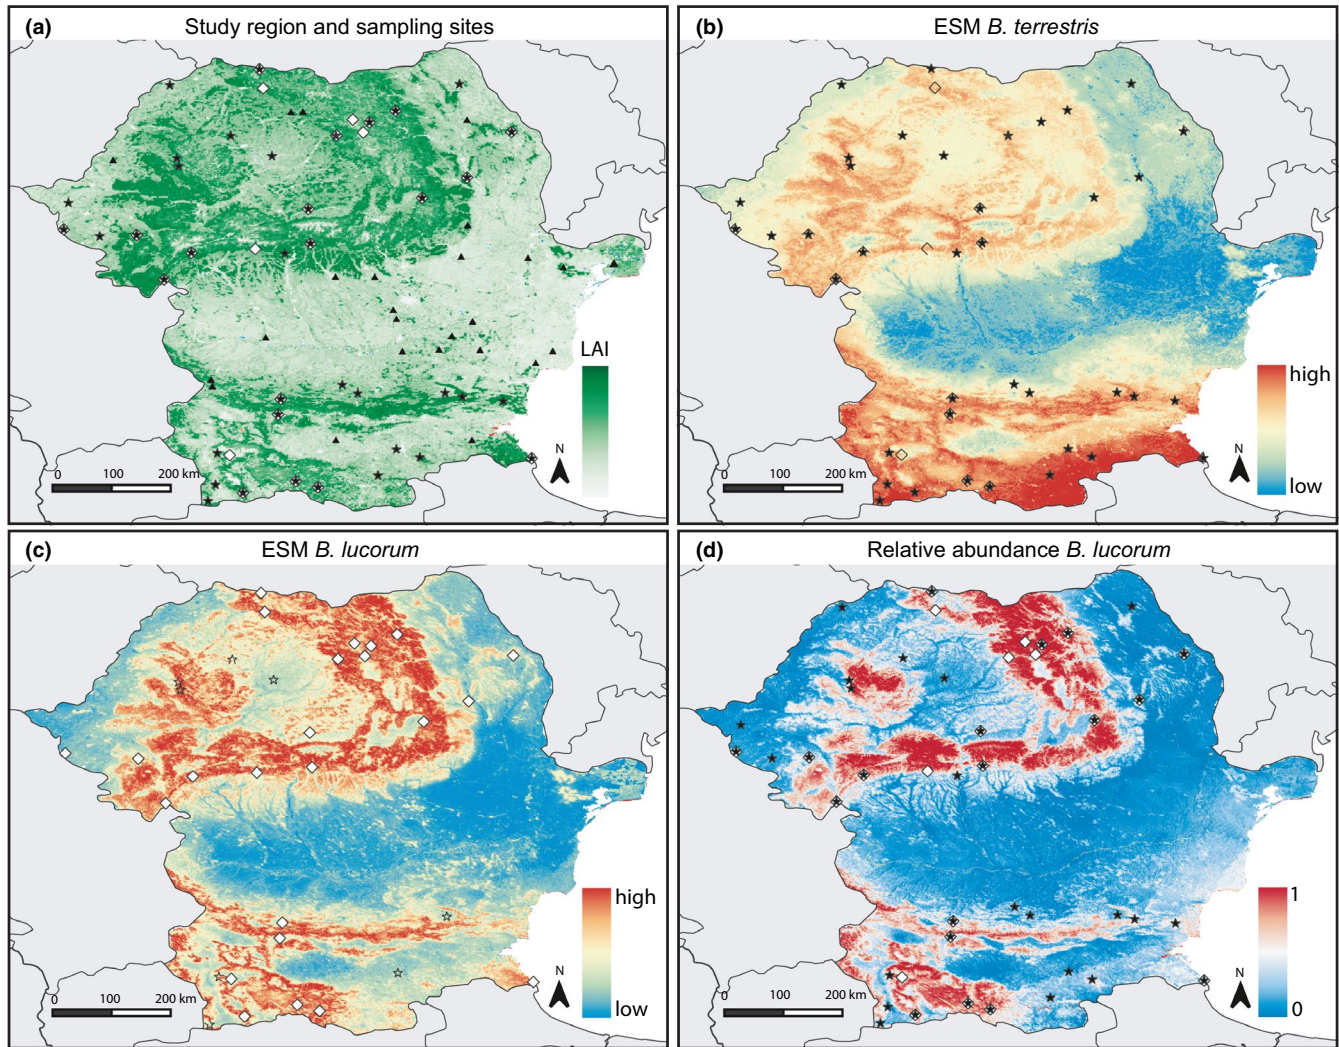 (a) Study region and sampling sites
LAI
N
0 100 200 km
(b) ESM B. terrestris
high
low
N
0 100 200 km
(c) ESM B. lucorum
high
low
N
0 100 200 km
(d) Relative abundance B. lucorum
1
0
N
0 100 200 km